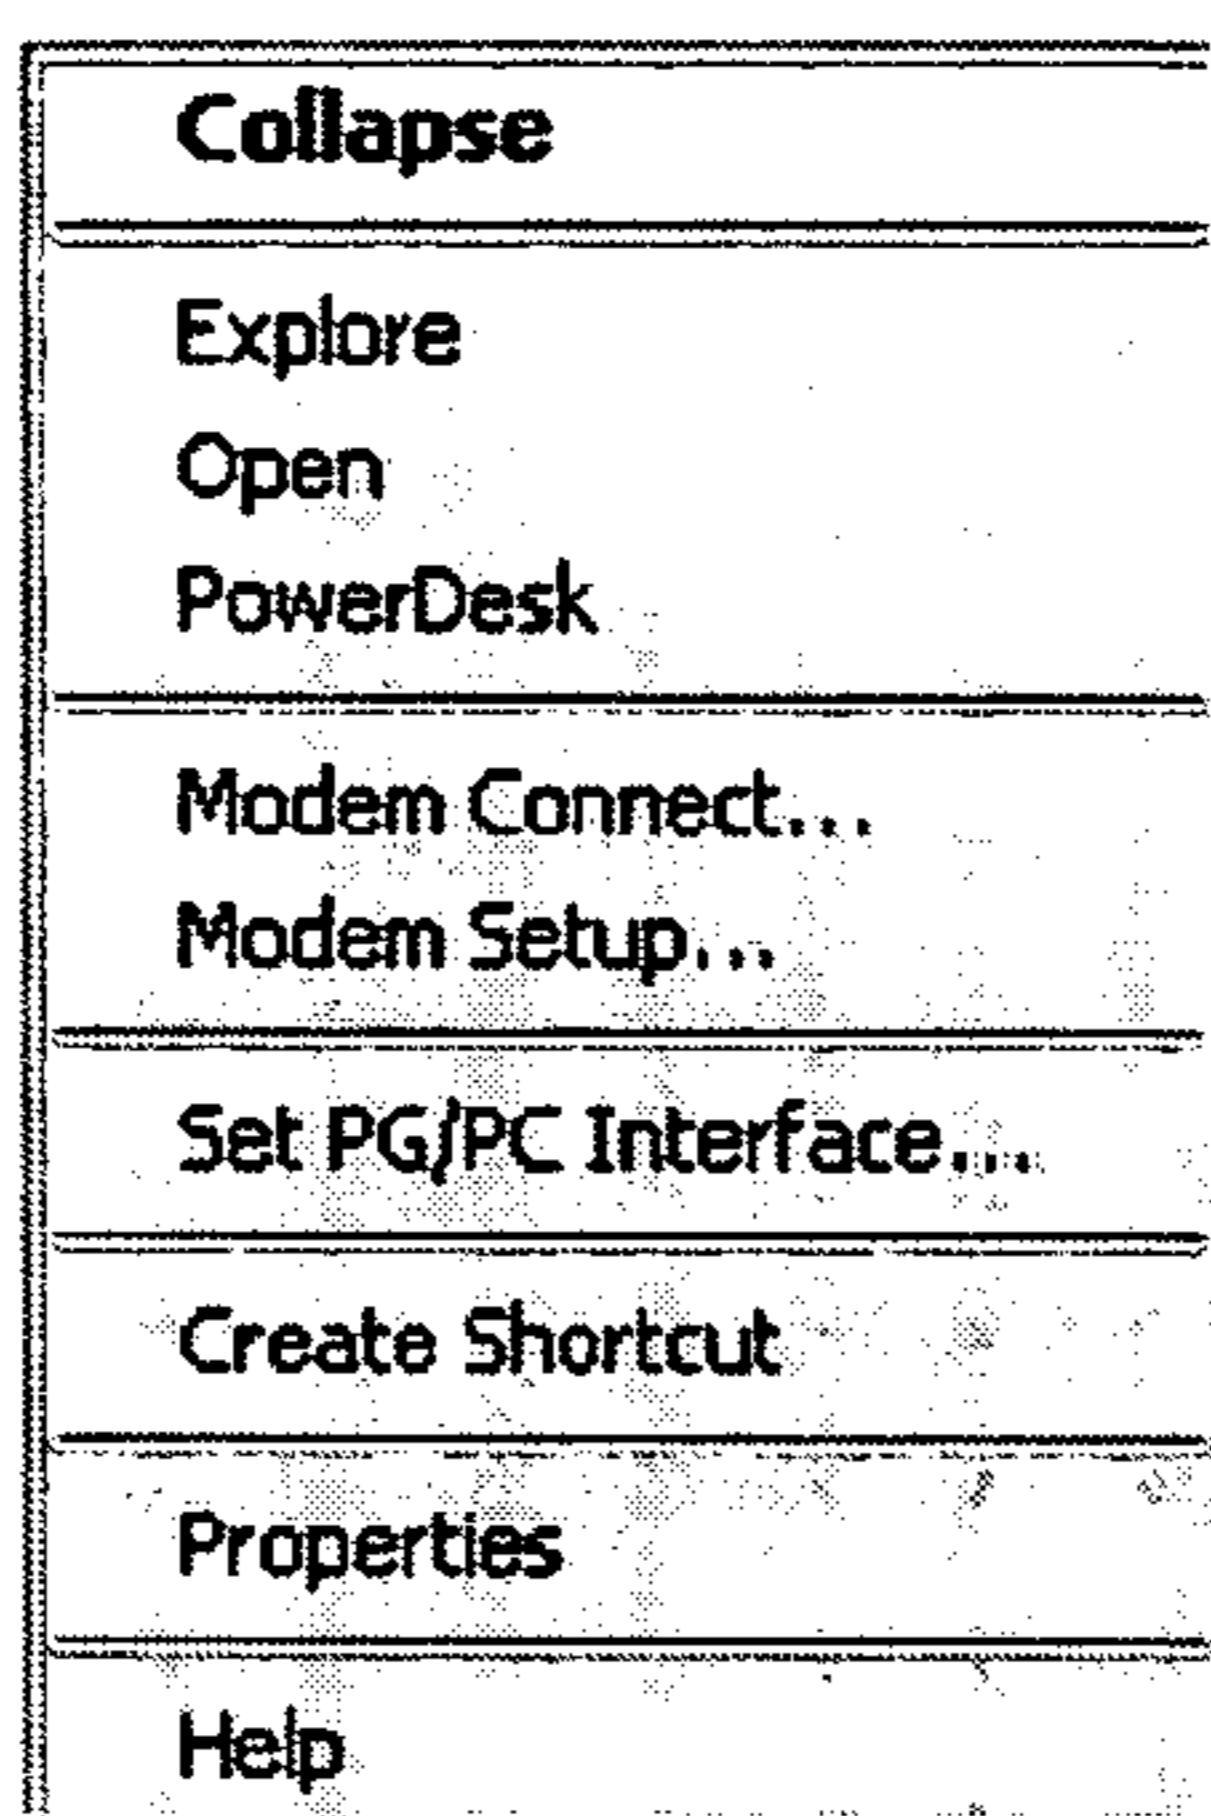 Collapse
Explore
Open
PowerDesk
Modem Connect...
Modem Setup...
Set PG/PC Interface...
Create Shortcut
Properties
Help